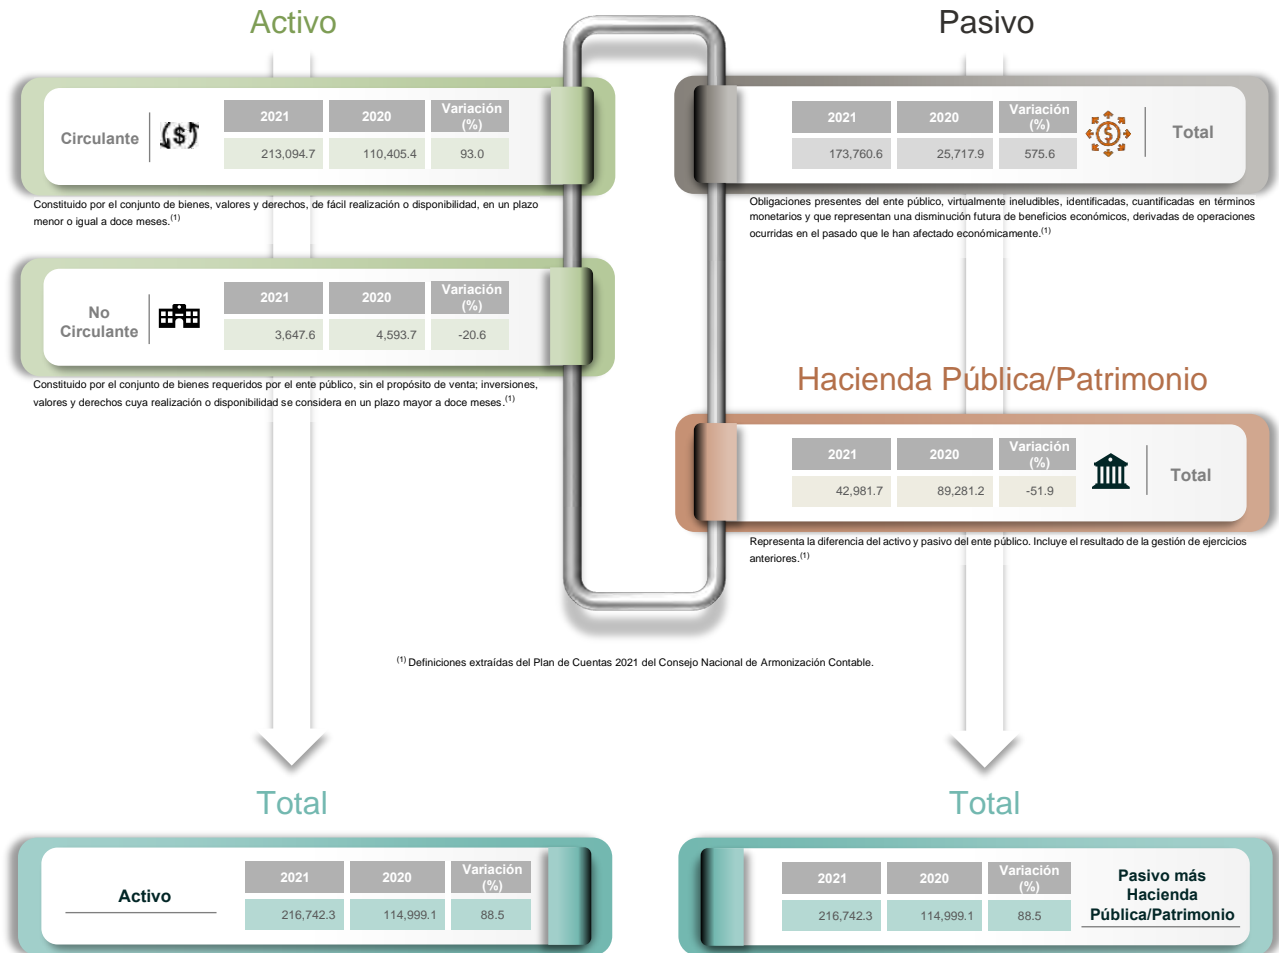 Activo
Circulante
2021 2020 Variación
(%)
213,094.7 110,405.4 93.0
Constituido por el conjunto de bienes, valores y derechos, de fácil realización o disponibilidad, en un plazo
menor o igual a doce meses.(1)
No
Circulante
2021 2020 Variación
(%)
3,647.6 4,593.7 -20.6
Constituido por el conjunto de bienes requeridos por el ente público, sin el propósito de venta; inversiones,
valores y derechos cuya realización o disponibilidad se considera en un plazo mayor a doce meses.(1)
Pasivo
2021 2020 Variación
(%)
173,760.6 25,717.9 575.6
Total
Obligaciones presentes del ente público, virtualmente ineludibles, identificadas, cuantificadas en términos
monetarios y que representan una disminución futura de beneficios económicos, derivadas de operaciones
ocurridas en el pasado que le han afectado económicamente.(1)
Hacienda Pública/Patrimonio
2021 2020 Variación
(%)
42,981.7 89,281.2 -51.9
Total
Representa la diferencia del activo y pasivo del ente público. Incluye el resultado de la gestión de ejercicios
anteriores.(1)
(1) Definiciones extraídas del Plan de Cuentas 2021 del Consejo Nacional de Armonización Contable.
Total
Activo
2021 2020 Variación
(%)
216,742.3 114,999.1 88.5
Total
2021 2020 Variación
(%)
216,742.3 114,999.1 88.5
Pasivo más
Hacienda
Pública/Patrimonio